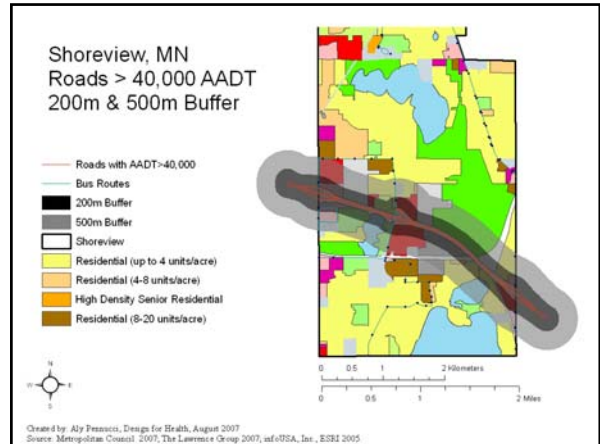 Shoreview, MN
Roads > 40,000 AADT
200m & 500m Buffer
Roads with AADT>40,000
Bus Routes
200m Buffer
500m Buffer
Shoreview
Residential (up to 4 units/acre)
Residential (4-8 units/acre)
High Density Senior Residential
Residential (8-20 units/acre)
N
W E
S
0 0.5 1 2 Kilometers
0 0.5 1 2 Miles
Created by: Aly Pennucci, Design for Health, August 2007
Source: Metropolitan Council 2007, The Lawrence Group 2007, infoUSA, Inc., ESRI 2005.